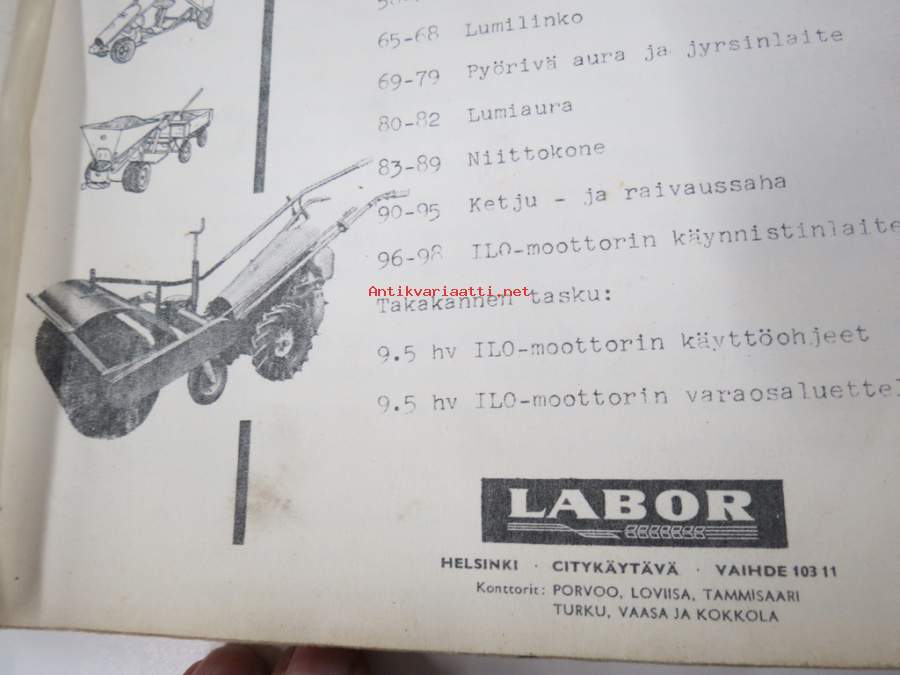 65-68 Lumilinko
69-79 Pyörivä aura ja jyrsinlaite
80-82 Lumiaura
83-89 Niittokone
90-95 Ketju - ja raivaussaha
96-98 ILO-moottorin käynnistinlaite
Antikvariaatti.net
Takakannen tasku:
9.5 hv ILO-moottorin käyttöohjeet
9.5 hv ILO-moottorin varaosaluettel
LABOR
HELSINKI · CITYKÄYTÄVÄ · VAIHDE 103 11
Konttorit: PORVOO, LOVIISA, TAMMISAARI
TURKU, VAASA JA KOKKOLA